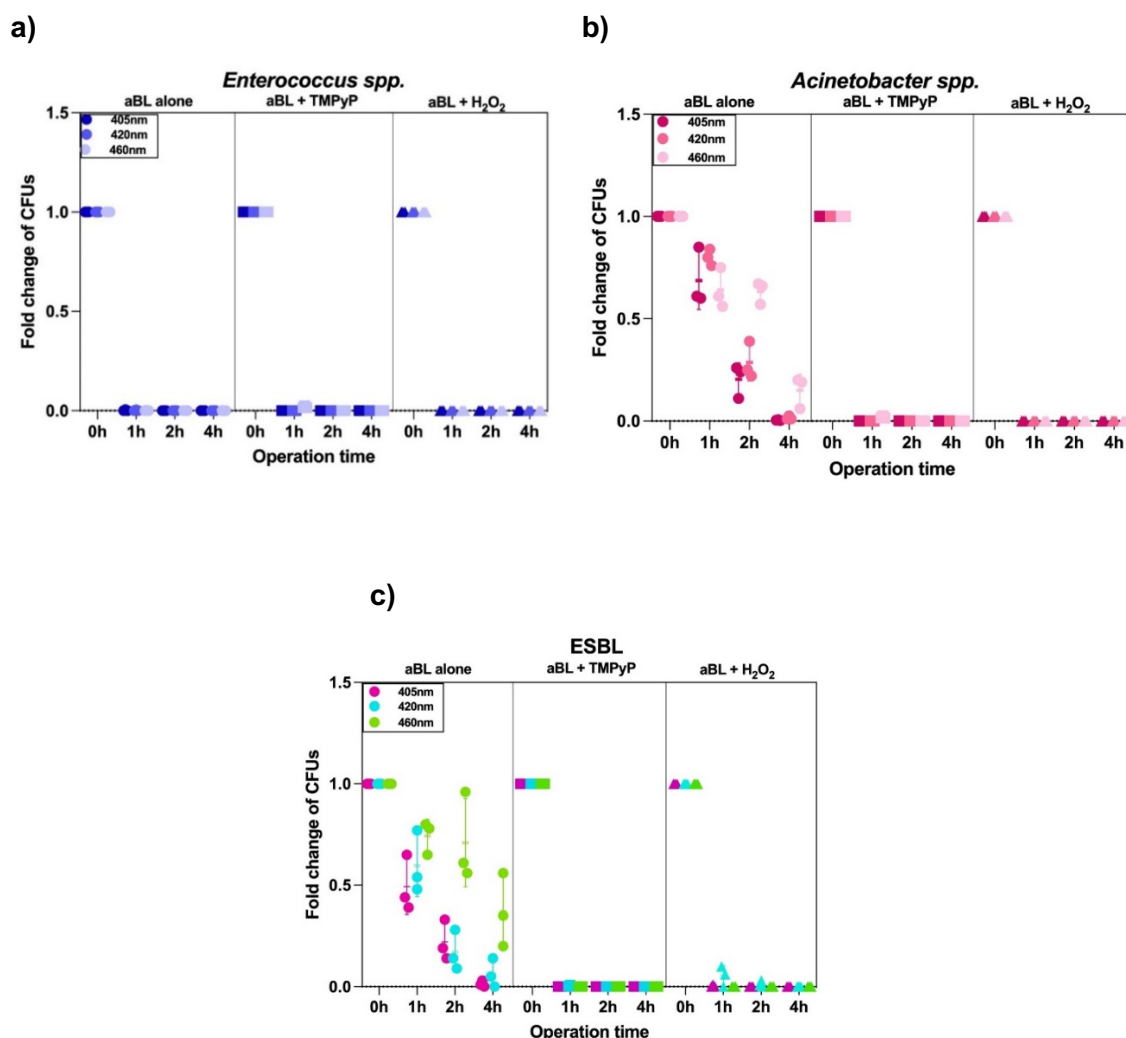 a)
Enterococcus spp.
aBL alone
aBL + TMPyP
aBL + H₂O₂
405nm
420nm
460nm
Fold change of CFUs
1.5
1.0
0.5
0.0
0h 1h 2h 4h 0h 1h 2h 4h 0h 1h 2h 4h
Operation time
b)
Acinetobacter spp.
aBL alone
aBL + TMPyP
aBL + H₂O₂
405nm
420nm
460nm
Fold change of CFUs
1.5
1.0
0.5
0.0
0h 1h 2h 4h 0h 1h 2h 4h 0h 1h 2h 4h
Operation time
c)
ESBL
aBL alone
aBL + TMPyP
aBL + H₂O₂
405nm
420nm
460nm
Fold change of CFUs
1.5
1.0
0.5
0.0
0h 1h 2h 4h 0h 1h 2h 4h 0h 1h 2h 4h
Operation time